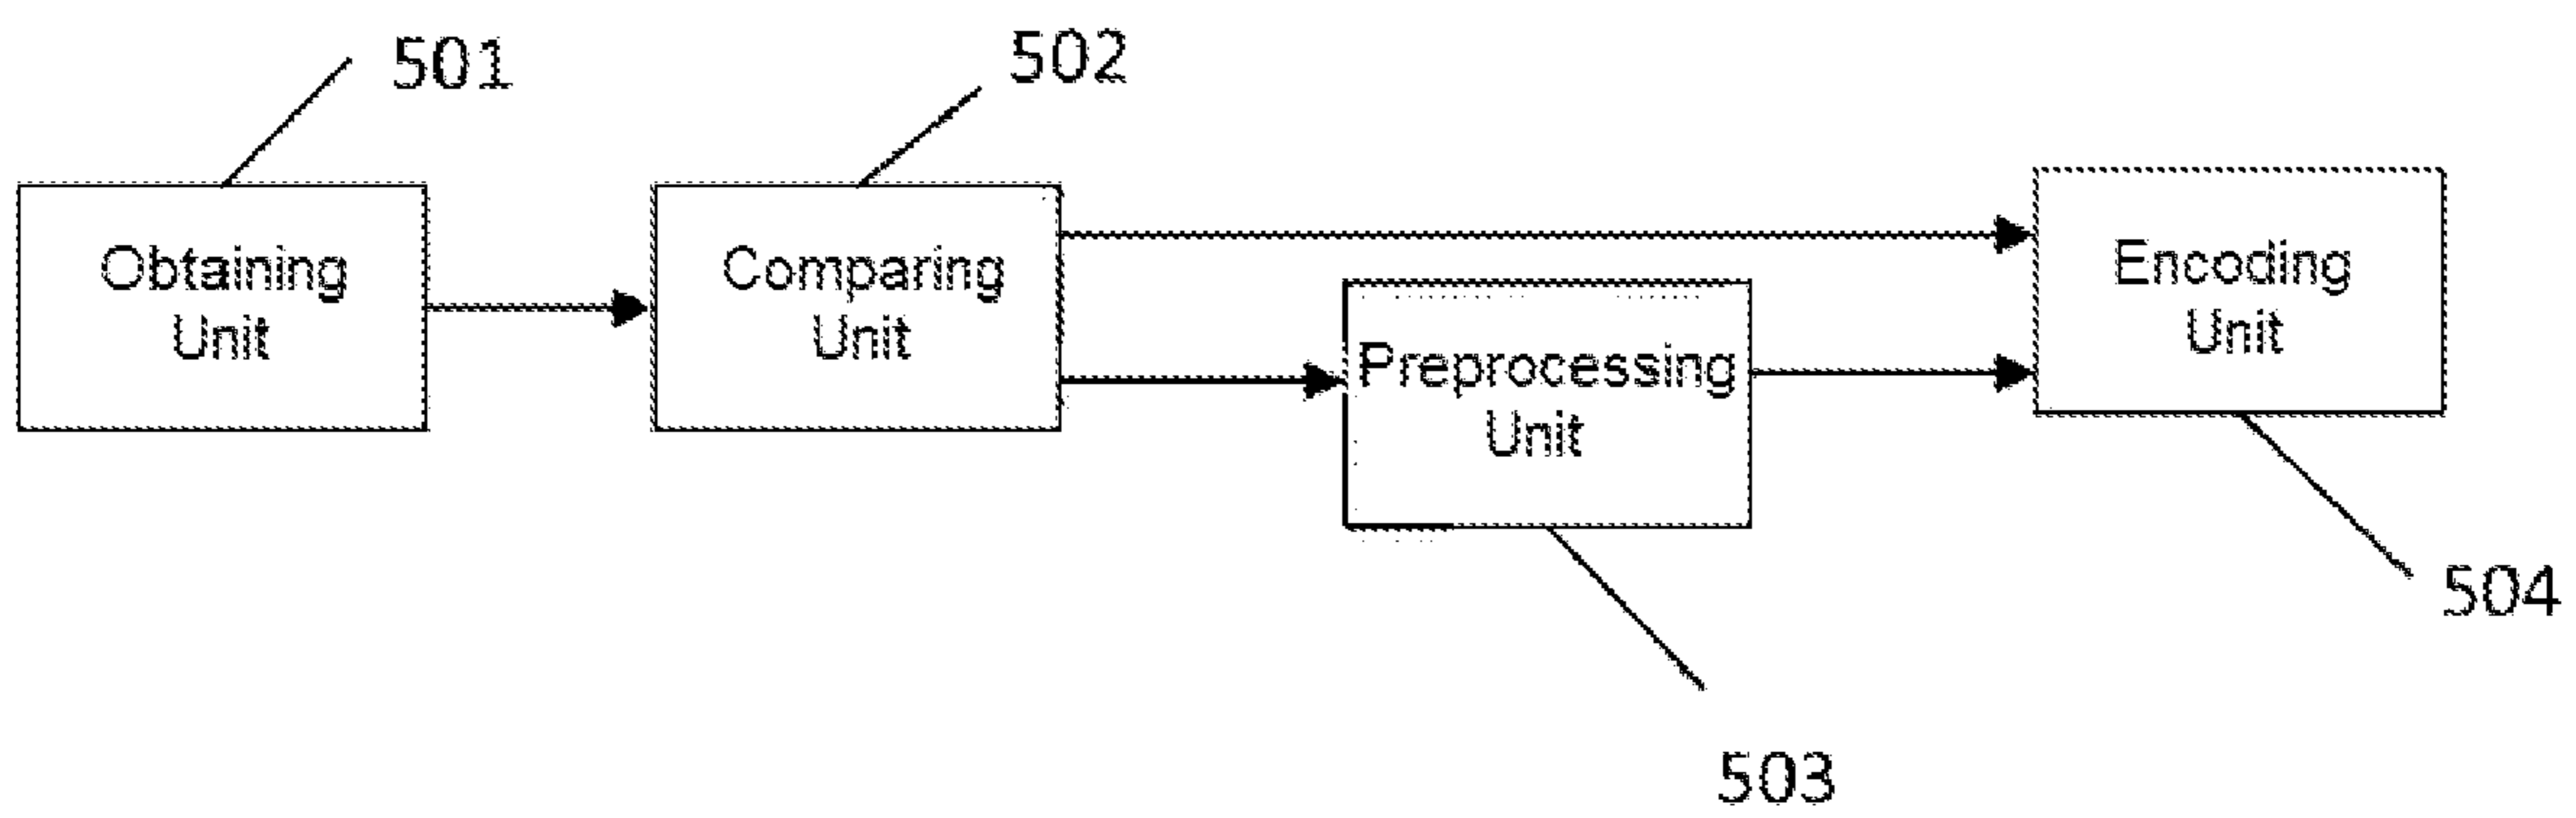 501
502
Obtaining
Unit
Comparing
Unit
Preprocessing
Unit
Encoding
Unit
504
503